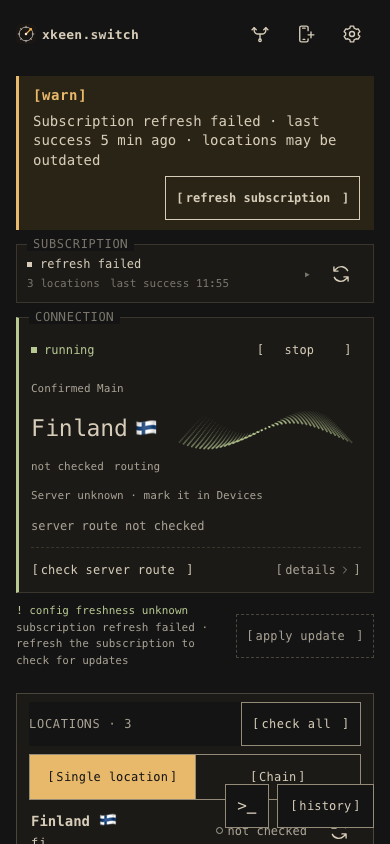 xkeen.switch
[warn]
Subscription refresh failed · last
success 5 min ago · locations may be
outdated
[refresh subscription ]
SUBSCRIPTION
refresh failed
3 locations last success 11:55
CONNECTION
running
[ stop ]
Confirmed Main
Finland 🇫🇮
not checked routing
Server unknown · mark it in Devices
server route not checked
[check server route ]
[details > ]
! config freshness unknown
subscription refresh failed ·
refresh the subscription to
check for updates
[apply update ]
LOCATIONS · 3
[check all ]
[Single location]
[Chain]
>_
[history]
Finland 🇫🇮
not checked
fi